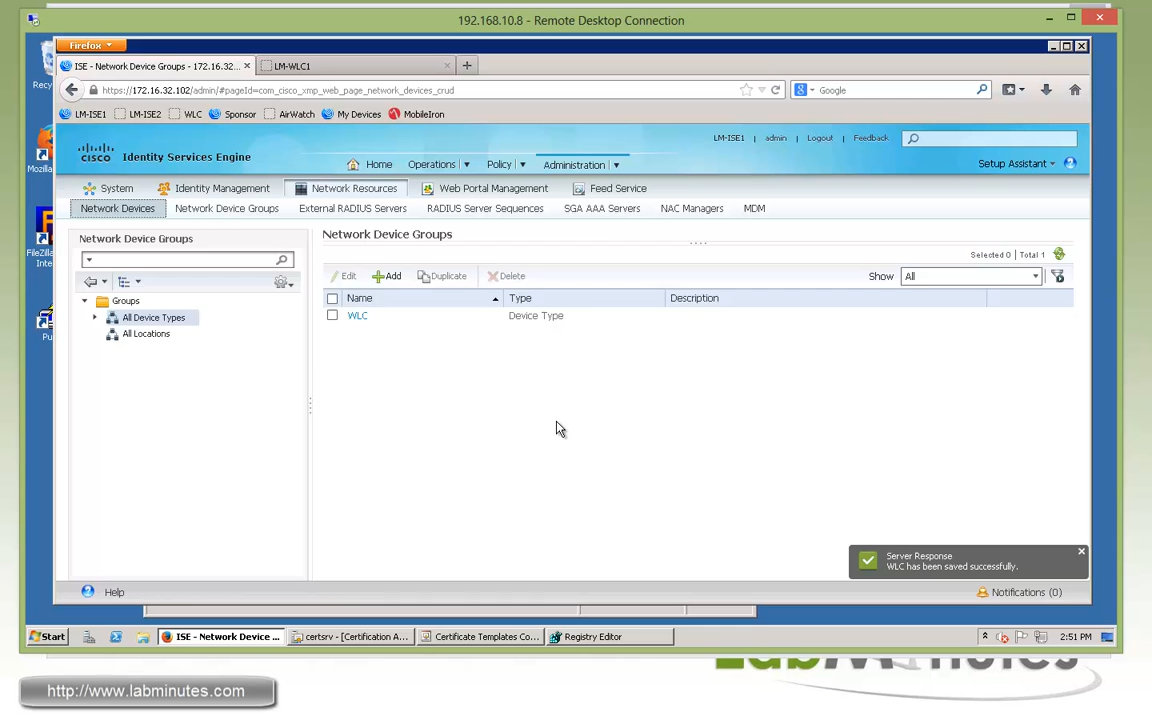 192.168.10.8 - Remote Desktop Connection
Firefox
ISE - Network Device Groups - 172.16.32...
LM-WLC1
https://172.16.32.102/admin/#pageId=com_cisco_xmp_web_page_network_devices_crud
Google
LM-ISE1
LM-ISE2
WLC
Sponsor
AirWatch
My Devices
MobileIron
CISCO
Identity Services Engine
LM-ISE1 | admin | Logout | Feedback
Home
Operations
Policy
Administration
Setup Assistant
System
Identity Management
Network Resources
Web Portal Management
Feed Service
Network Devices
Network Device Groups
External RADIUS Servers
RADIUS Server Sequences
SGA AAA Servers
NAC Managers
MDM
Network Device Groups
Groups
All Device Types
All Locations
Network Device Groups
Selected 0 | Total 1
Edit
Add
Duplicate
Delete
Show
All
Name
Type
Description
WLC
Device Type
Server Response
WLC has been saved successfully.
Help
Notifications (0)
Recy
Mozilla
FileZilla
Inte
Pu
Start
ISE - Network Device ...
certsrv - [Certification A...
Certificate Templates Co...
Registry Editor
2:51 PM
http://www.labminutes.com